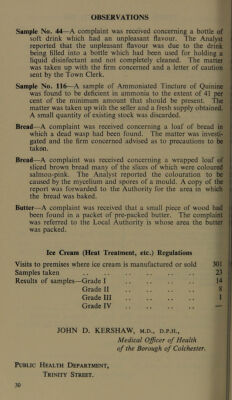 OBSERVATIONS
Sample No. 44—A complaint was received concerning a bottle of
soft drink which had an unpleasant flavour. The Analyst
reported that the unpleasant flavour was due to the drink
being filled into a bottle which had been used for holding a
liquid disinfectant and not completely cleaned. The matter
was taken up with the firm concerned and a letter of caution
sent by the Town Clerk.
Sample No. 116—A sample of Ammoniated Tincture of Quinine
was found to be deficient in ammonia to the extent of 41 per
cent of the minimum amount that should be present. The
matter was taken up with the seller and a fresh supply obtained.
A small quantity of existing stock was discarded.
Bread—A complaint was received concerning a loaf of bread in
which a dead wasp had been found. The matter was investi-
gated and the firm concerned advised as to precautions to be
taken.
Bread—A complaint was received concerning a wrapped loaf of
sliced brown bread many of the slices of which were coloured
salmon-pink. The Analyst reported the colouration to be
caused by the mycelium and spores of a mould. A copy of the
report was forwarded to the Authority for the area in which
the bread was baked.
Butter—A complaint was received that a small piece of wood had
been found in a packet of pre-packed butter. The complaint
was referred to the Local Authority is whose area the butter
was packed.
Ice Cream (Heat Treatment, etc.) Regulations
Visits to premises where ice cream is manufactured or sold 301
Samples taken .. .. .. .. .. .. 23
Results of samples—Grade I .. .. .. .. 14
Grade II .. .. .. .. 8
Grade III .. .. .. .. 1
Grade IV .. .. .. .. —
JOHN D. KERSHAW, M.D., D.P.H.,
Medical Officer of Health
of the Borough of Colchester.
PUBLIC HEALTH DEPARTMENT,
TRINITY STREET.
30